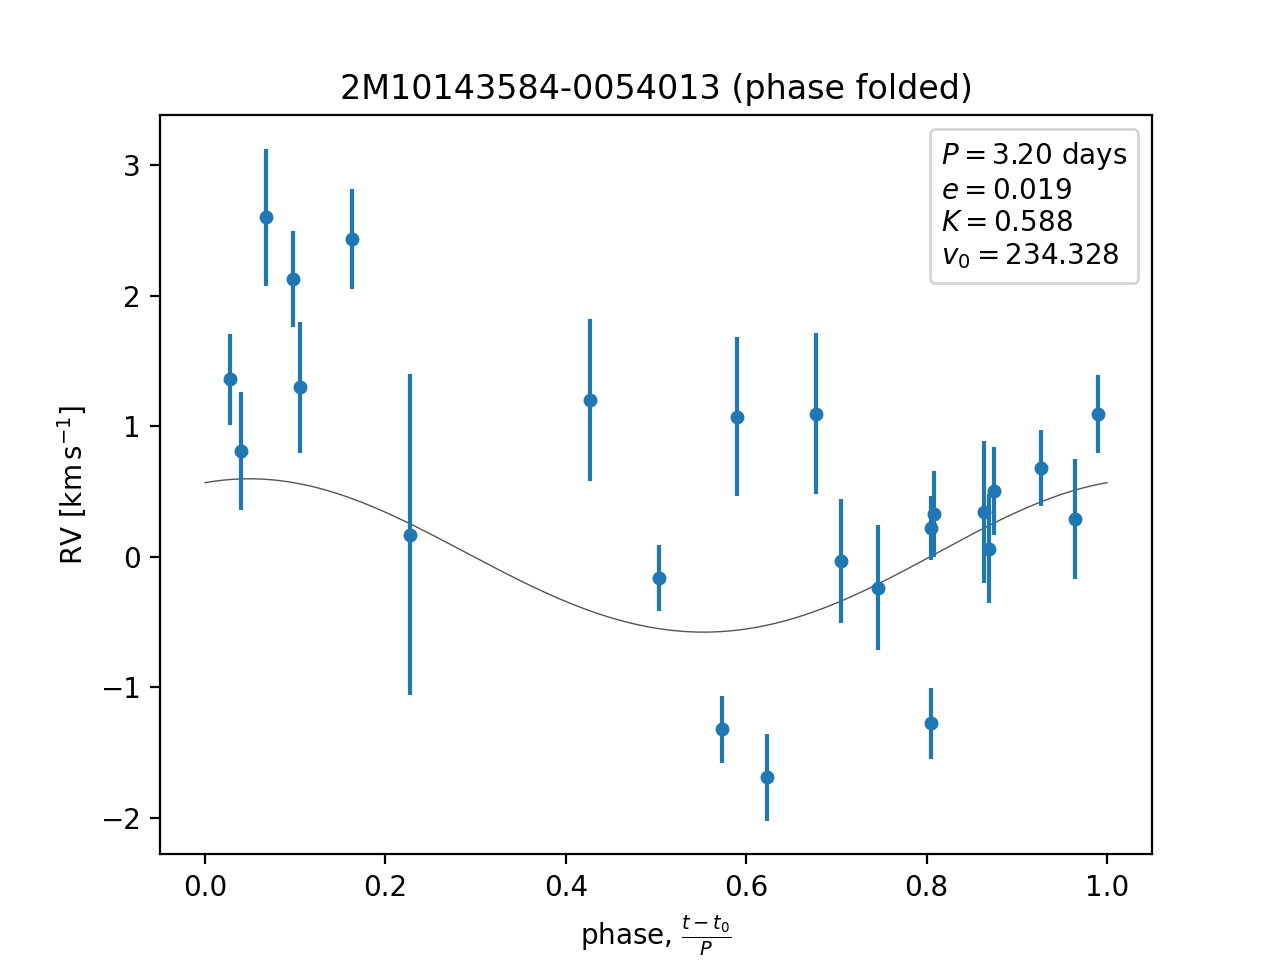 2M10143584-0054013 (phase folded)
P = 3.20 days
e = 0.019
K = 0.588
v₀ = 234.328
3
2
1
0
−1
−2
RV [km s⁻¹]
0.0 0.2 0.4 0.6 0.8 1.0
phase, (t − t₀)/P